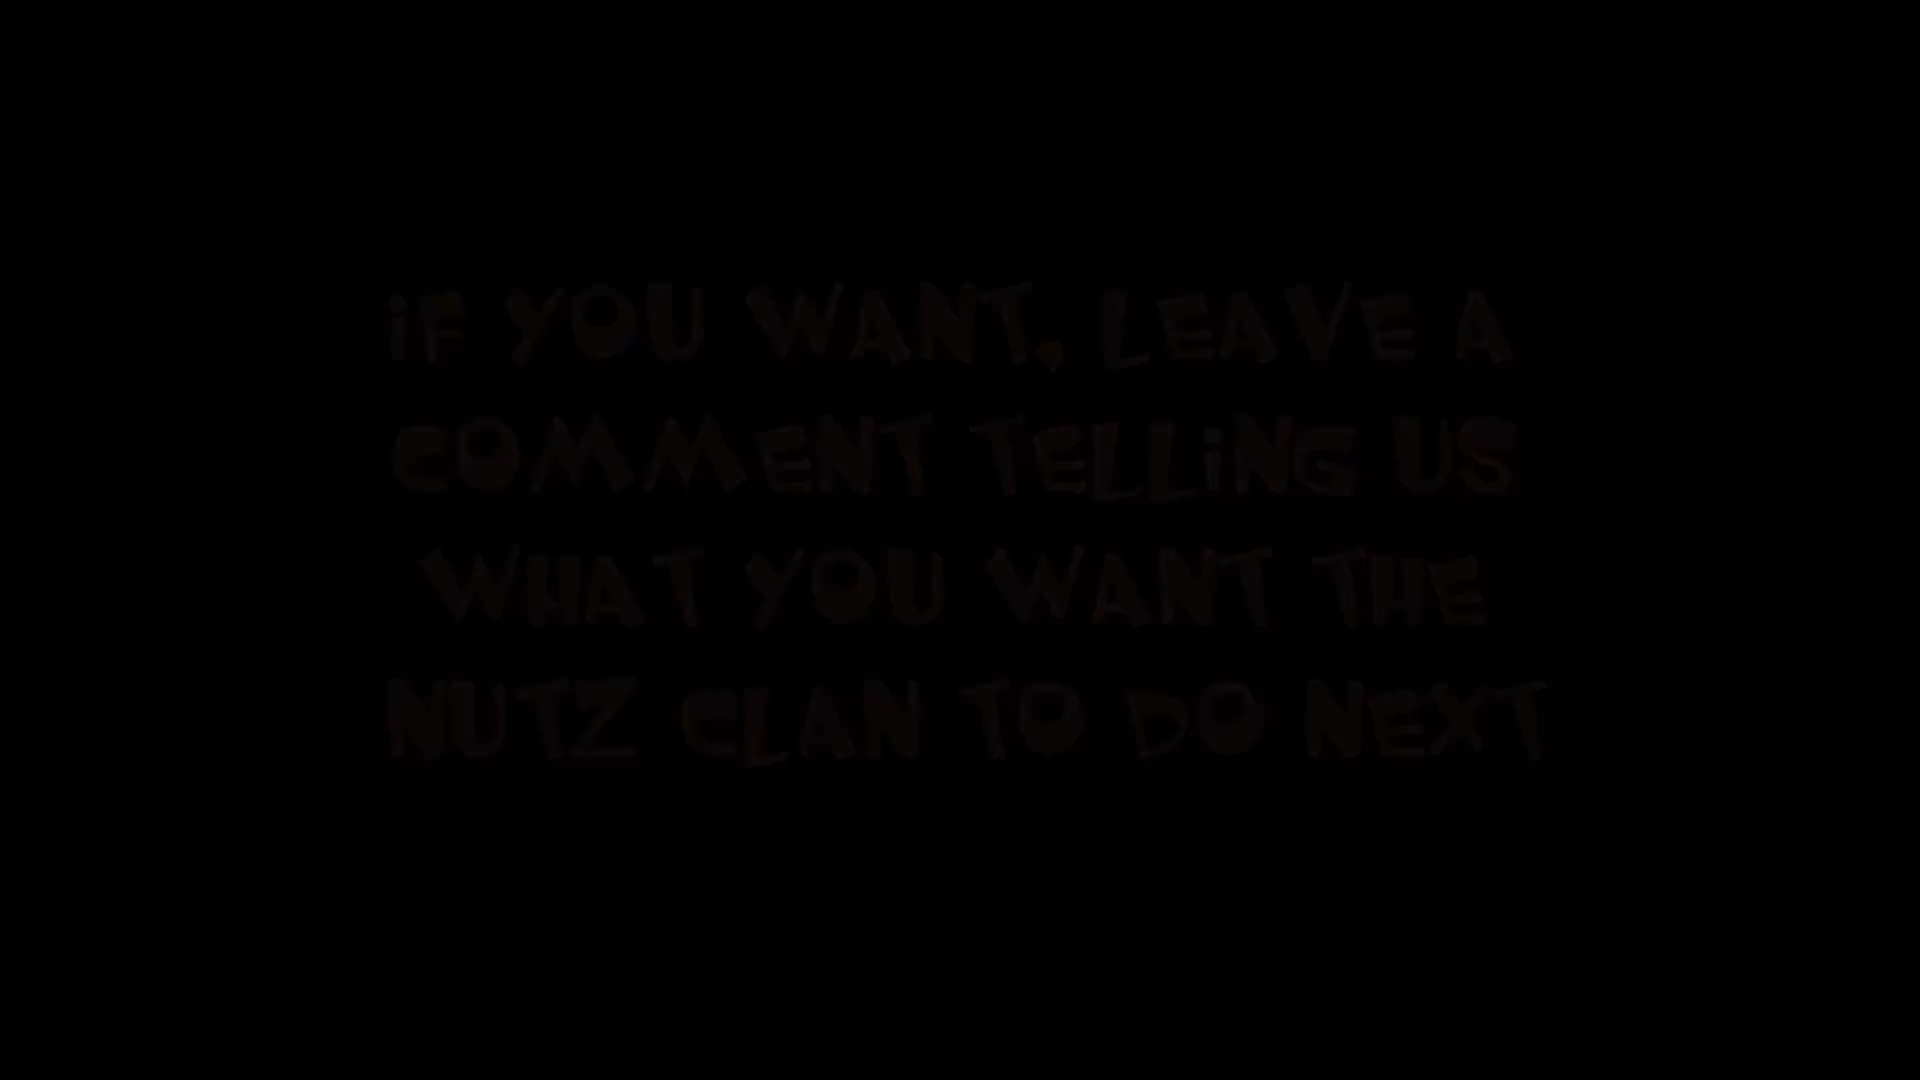 iF YOU WANT, LEAVE A
COMMENT TELLiNG US
WHAT YOU WANT THE
NUTZ CLAN TO DO NEXT